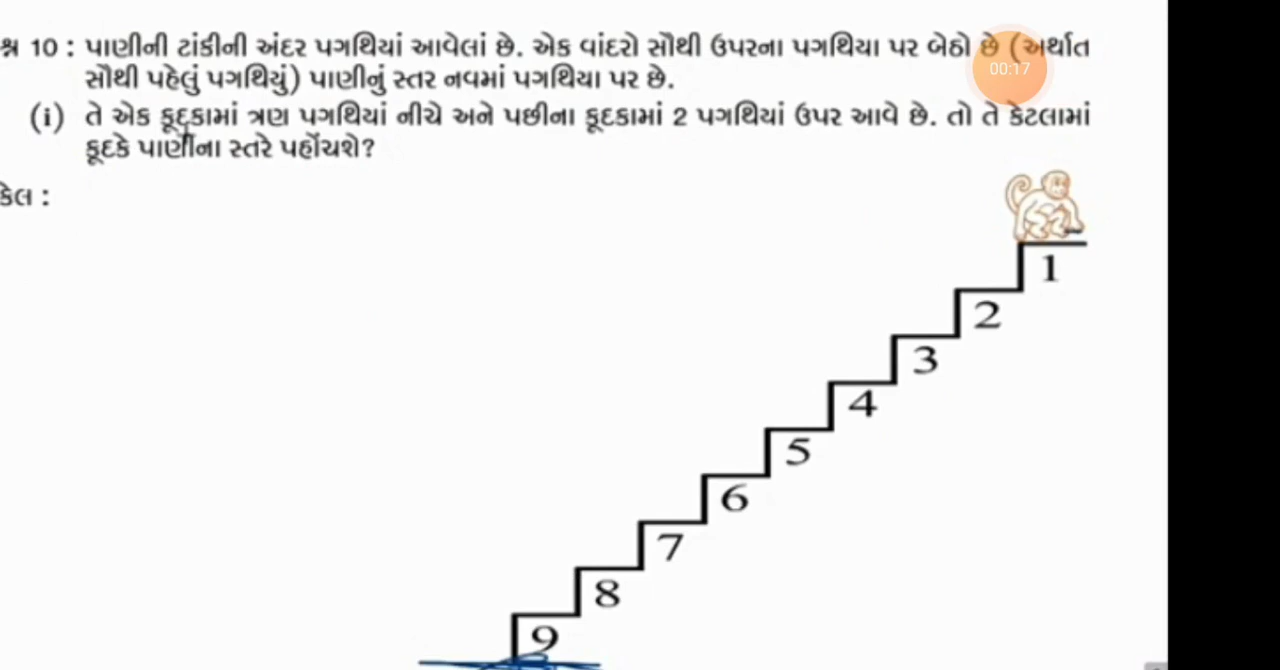 શ્ન 10 : પાણીની ટાંકીની અંદર પગથિયાં આવેલાં છે. એક વાંદરો સૌથી ઉપરના પગથિયા પર બેઠો છે (અર્થાત
સૌથી પહેલું પગથિયું) પાણીનું સ્તર નવમાં પગથિયા પર છે.
00:17
(i) તે એક કૂદકામાં ત્રણ પગથિયાં નીચે અને પછીના કૂદકામાં 2 પગથિયાં ઉપર આવે છે. તો તે કેટલામાં
કૂદકે પાણીના સ્તરે પહોંચશે?
કેલ :
1
2
3
4
5
6
7
8
9